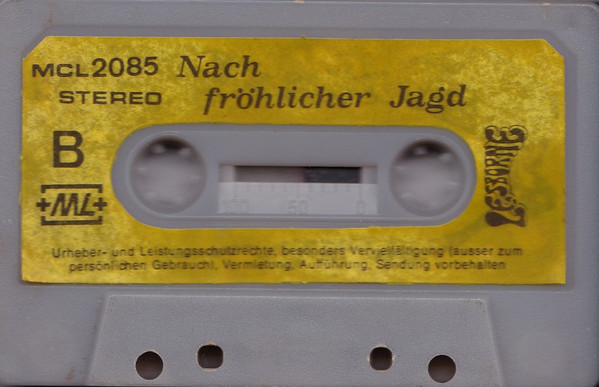 MCL2085 Nach
STEREO fröhlicher Jagd
B
+ML+
LESBORNE
Urheber- und Leistungsschutzrechte, besonders Vervielfältigung (ausser zum
persönlichen Gebrauch), Vermietung, Aufführung, Sendung vorbehalten
100 50 0